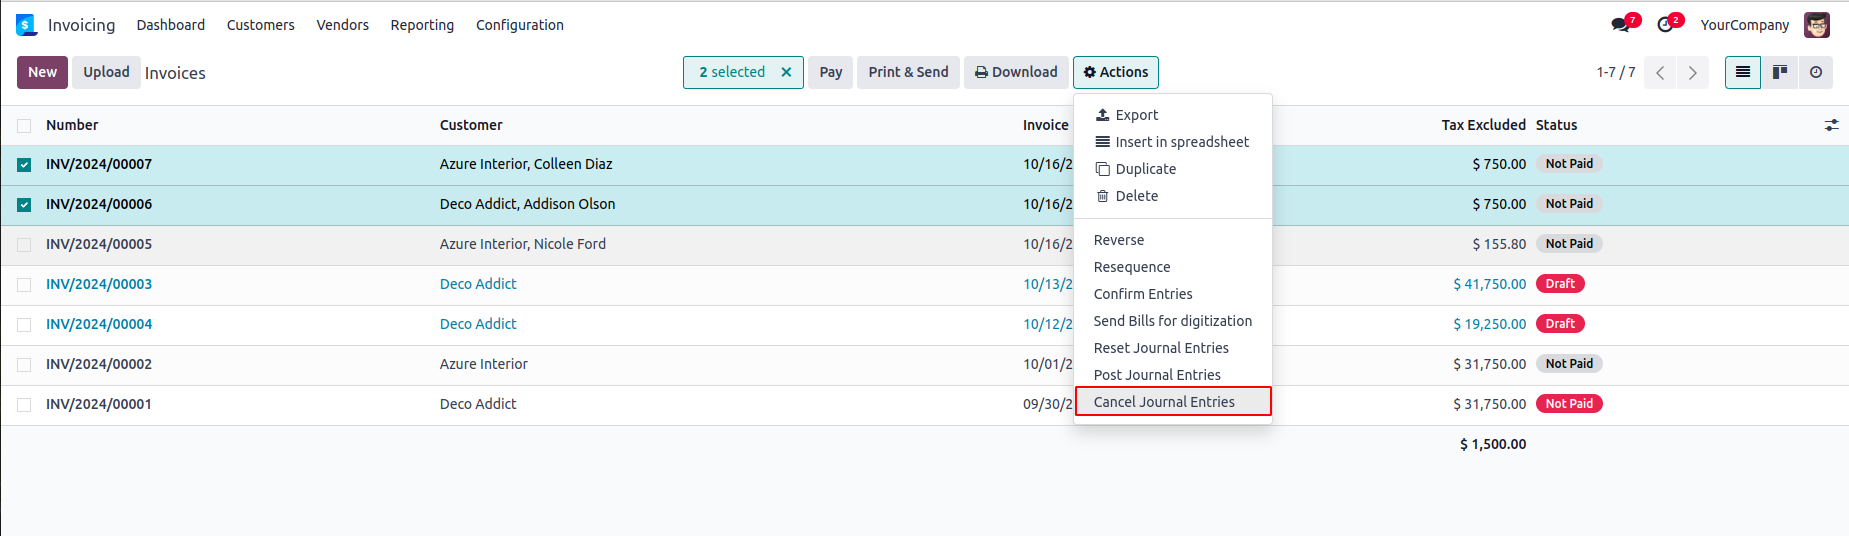 Invoicing Dashboard Customers Vendors Reporting Configuration 7 2 YourCompany
New Upload Invoices 2 selected × Pay Print & Send Download Actions 1-7 / 7
Number Customer Invoice Tax Excluded Status
INV/2024/00007 Azure Interior, Colleen Diaz 10/16/2 $ 750.00 Not Paid
INV/2024/00006 Deco Addict, Addison Olson 10/16/2 $ 750.00 Not Paid
INV/2024/00005 Azure Interior, Nicole Ford 10/16/2 $ 155.80 Not Paid
INV/2024/00003 Deco Addict 10/13/2 $ 41,750.00 Draft
INV/2024/00004 Deco Addict 10/12/2 $ 19,250.00 Draft
INV/2024/00002 Azure Interior 10/01/2 $ 31,750.00 Not Paid
INV/2024/00001 Deco Addict 09/30/2 $ 31,750.00 Not Paid
$ 1,500.00
Export
Insert in spreadsheet
Duplicate
Delete
Reverse
Resequence
Confirm Entries
Send Bills for digitization
Reset Journal Entries
Post Journal Entries
Cancel Journal Entries